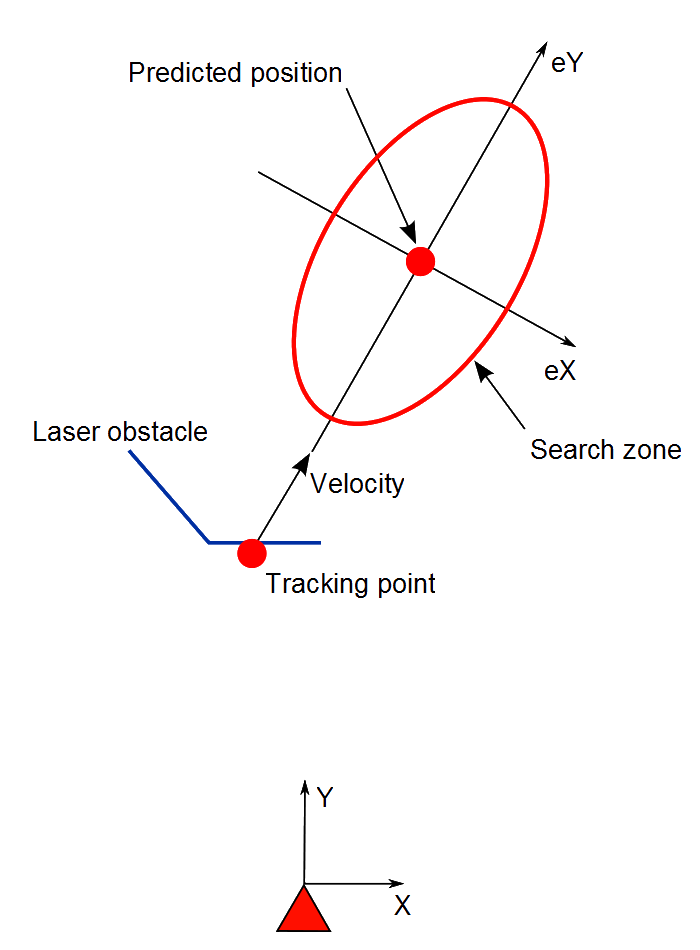 eY
Predicted position
eX
Laser obstacle
Search zone
Velocity
Tracking point
Y
X